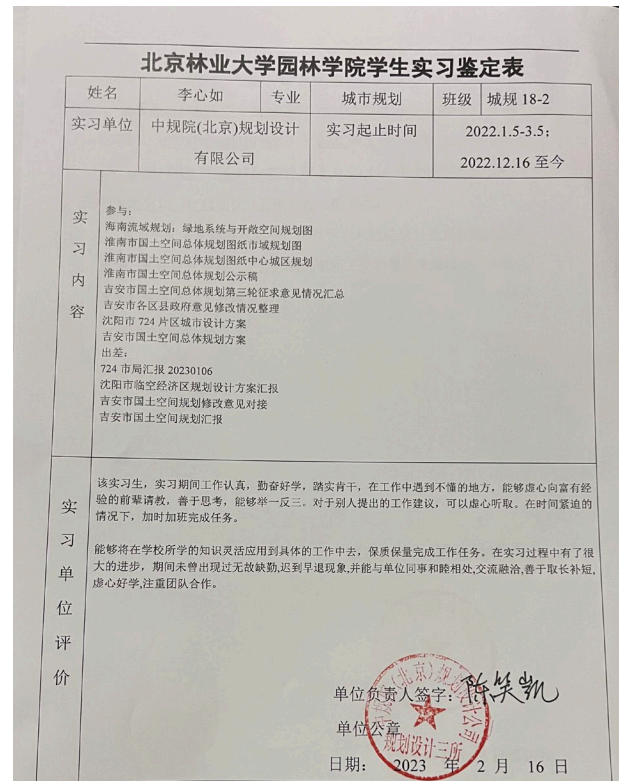 北京林业大学园林学院学生实习鉴定表
姓名 李心如 专业 城市规划 班级 城规 18-2
实习单位 中规院(北京)规划设计有限公司 实习起止时间 2022.1.5-3.5;
2022.12.16 至今
实习内容
参与:
海南流域规划:绿地系统与开敞空间规划图
淮南市国土空间总体规划图纸市域规划图
淮南市国土空间总体规划图纸中心城区规划
淮南市国土空间总体规划公示稿
吉安市国土空间总体规划第三轮征求意见情况汇总
吉安市各区县政府意见修改情况整理
沈阳市 724 片区城市设计方案
吉安市国土空间总体规划方案
出差:
724 市局汇报 20230106
沈阳市临空经济区规划设计方案汇报
吉安市国土空间规划修改意见对接
吉安市国土空间规划汇报
实习单位评价
该实习生,实习期间工作认真,勤奋好学,踏实肯干,在工作中遇到不懂的地方,能够虚心向富有经
验的前辈请教,善于思考,能够举一反三。对于别人提出的工作建议,可以虚心听取。在时间紧迫的
情况下,加时加班完成任务。
能够将在学校所学的知识灵活应用到具体的工作中去,保质保量完成工作任务。在实习过程中有了很
大的进步,期间未曾出现过无故缺勤,迟到早退现象,并能与单位同事和睦相处,交流融洽,善于取长补短,
虚心好学,注重团队合作。
单位负责人签字:陈笑凯
单位公章
中规院(北京)规划设计公司
规划设计三所
日期: 2023 年 2 月 16 日